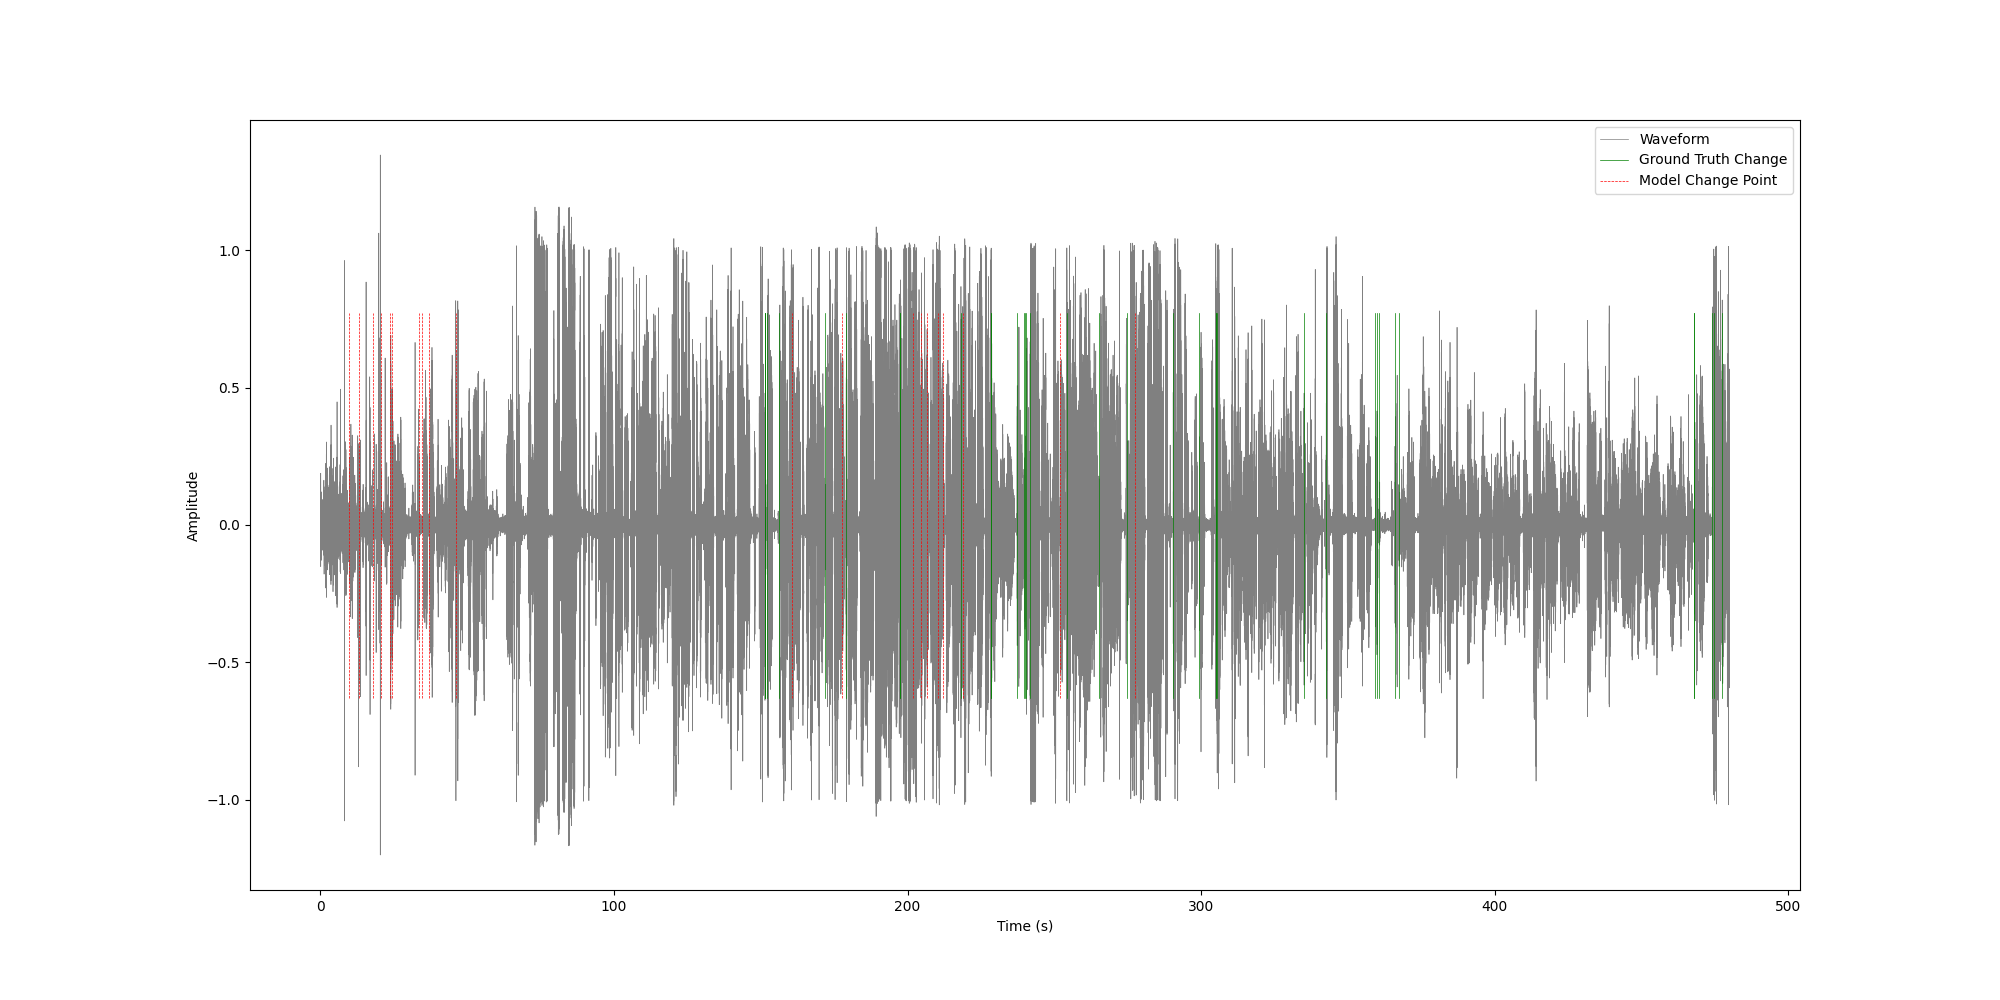 Waveform
Ground Truth Change
Model Change Point
1.0
0.5
0.0
−0.5
−1.0
Amplitude
0 100 200 300 400 500
Time (s)